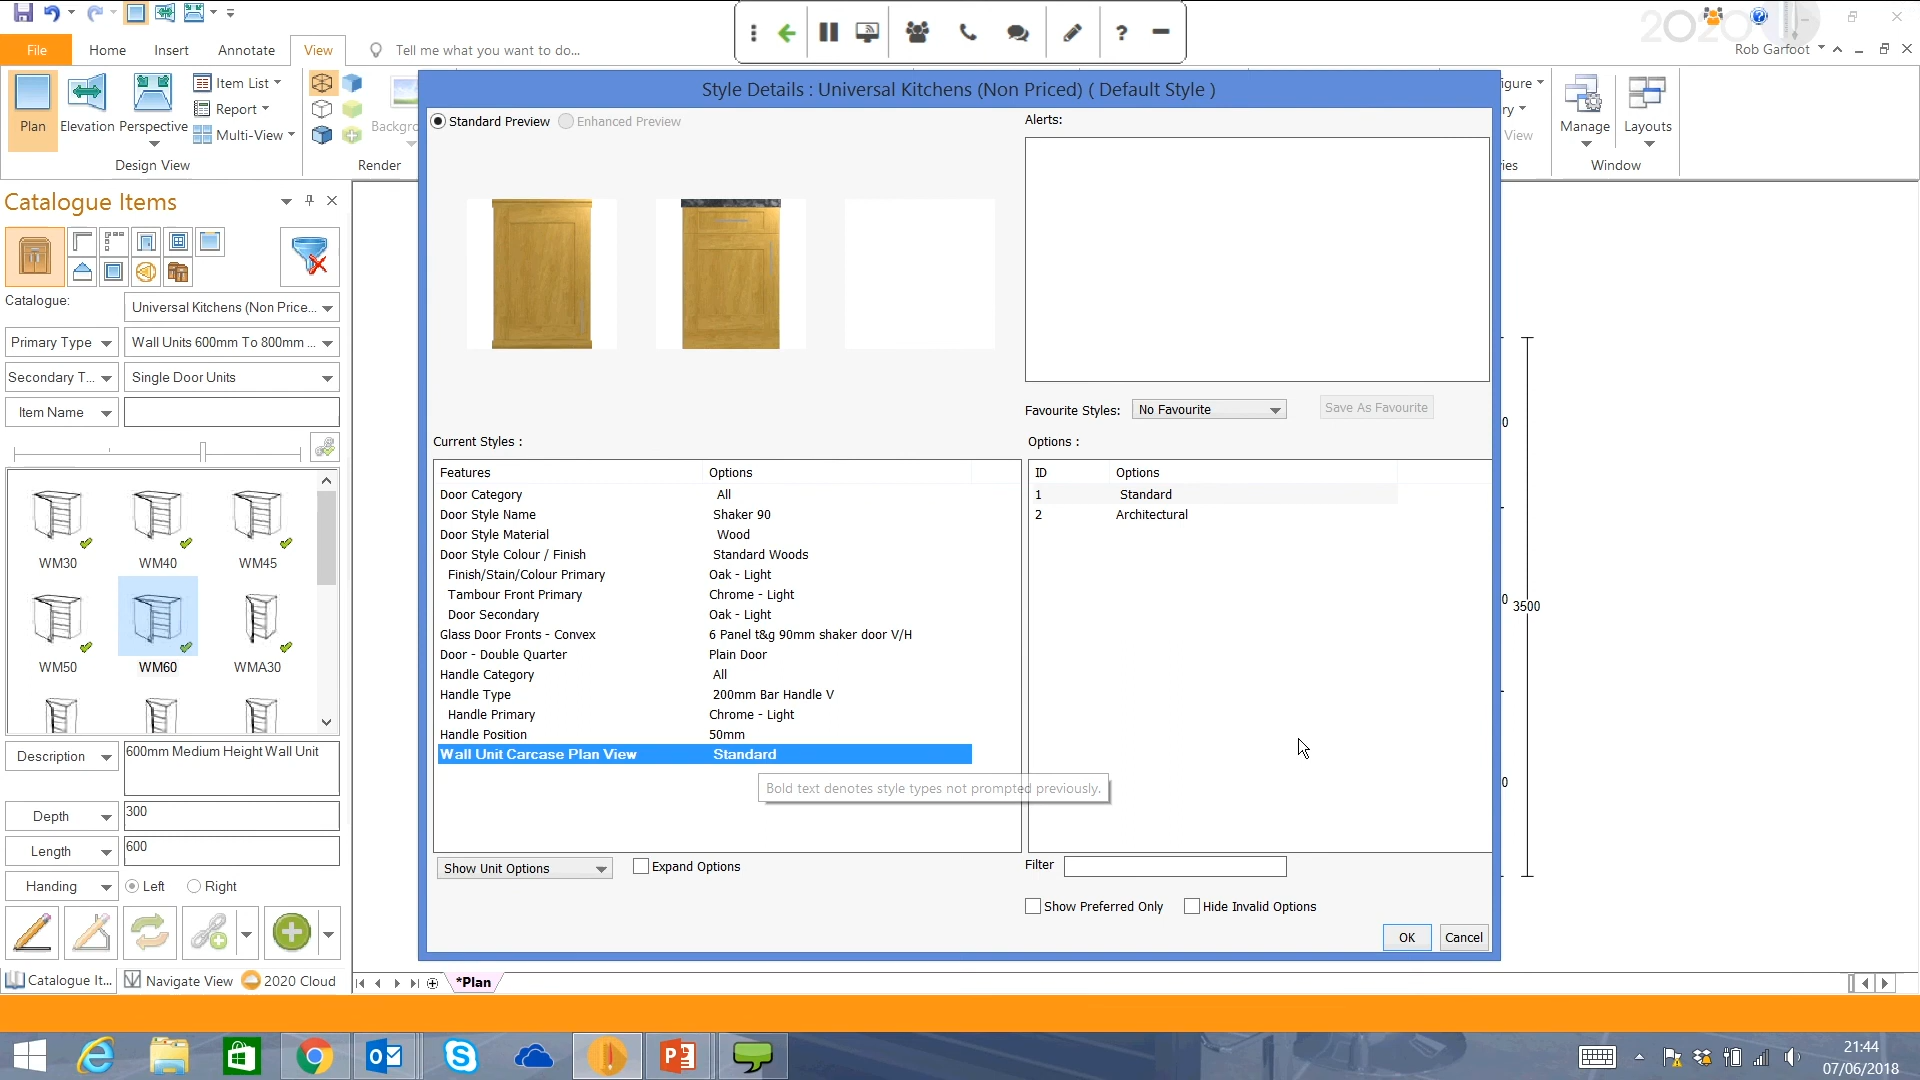 2020
Rob Garfoot
File
Home
Insert
Annotate
View
Tell me what you want to do...
Plan
Elevation
Perspective
Item List
Report
Multi-View
Design View
Backgro
Render
gure
ry
View
ies
Manage
Layouts
Window
Catalogue Items
Catalogue:
Universal Kitchens (Non Price...
Primary Type
Wall Units 600mm To 800mm ...
Secondary T...
Single Door Units
Item Name
WM30
WM40
WM45
WM50
WM60
WMA30
Description
600mm Medium Height Wall Unit
Depth
300
Length
600
Handing
Left
Right
Catalogue It...
Navigate View
2020 Cloud
*Plan
Style Details : Universal Kitchens (Non Priced) ( Default Style )
Standard Preview
Enhanced Preview
Alerts:
Favourite Styles:
No Favourite
Save As Favourite
Current Styles :
Options :
Features Options
Door Category All
Door Style Name Shaker 90
Door Style Material Wood
Door Style Colour / Finish Standard Woods
Finish/Stain/Colour Primary Oak - Light
Tambour Front Primary Chrome - Light
Door Secondary Oak - Light
Glass Door Fronts - Convex 6 Panel t&g 90mm shaker door V/H
Door - Double Quarter Plain Door
Handle Category All
Handle Type 200mm Bar Handle V
Handle Primary Chrome - Light
Handle Position 50mm
Wall Unit Carcase Plan View Standard
Bold text denotes style types not prompted previously.
ID Options
1 Standard
2 Architectural
Show Unit Options
Expand Options
Filter
Show Preferred Only
Hide Invalid Options
OK
Cancel
0
0
3500
0
21:44
07/06/2018